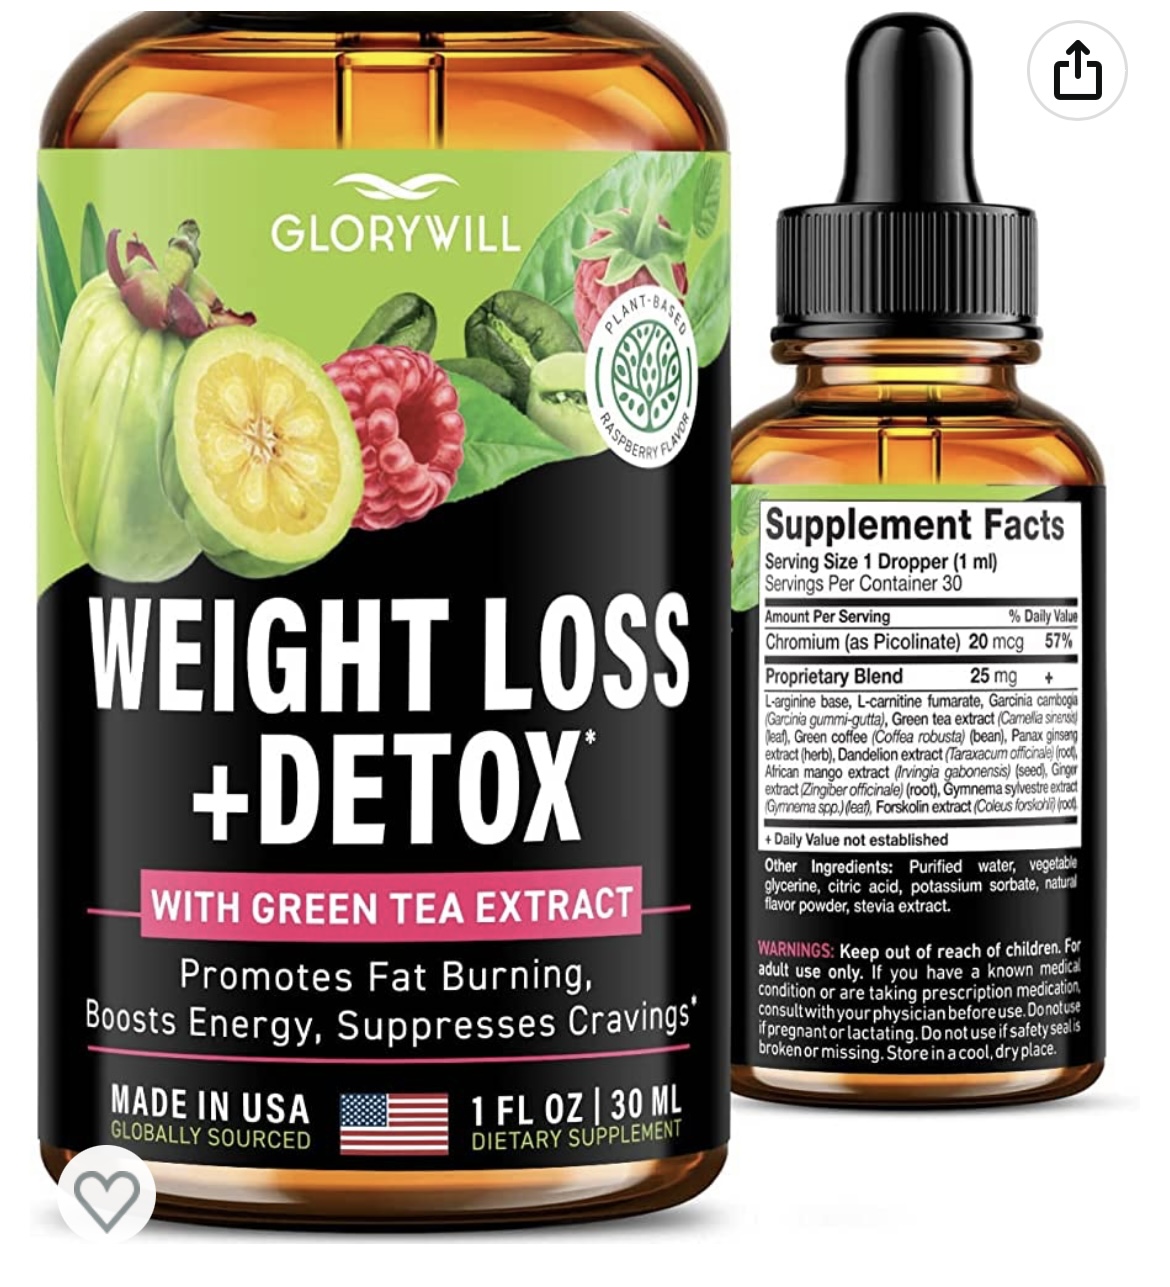 GLORYWILL
PLANT-BASED
RASPBERRY FLAVOR
WEIGHT LOSS
+DETOX*
WITH GREEN TEA EXTRACT
Promotes Fat Burning,
Boosts Energy, Suppresses Cravings*
MADE IN USA
GLOBALLY SOURCED
1 FL OZ | 30 ML
DIETARY SUPPLEMENT
Supplement Facts
Serving Size 1 Dropper (1 ml)
Servings Per Container 30
Amount Per Serving % Daily Value
Chromium (as Picolinate) 20 mcg 57%
Proprietary Blend 25 mg +
L-arginine base, L-carnitine fumarate, Garcinia cambogia
(Garcinia gummi-gutta), Green tea extract (Camellia sinensis)
(leaf), Green coffee (Coffea robusta) (bean), Panax ginseng
extract (herb), Dandelion extract (Taraxacum officinale) (root),
African mango extract (Irvingia gabonensis) (seed), Ginger
extract (Zingiber officinale) (root), Gymnema sylvestre extract
(Gymnema spp.) (leaf), Forskolin extract (Coleus forskohlii) (root).
+ Daily Value not established
Other Ingredients: Purified water, vegetable
glycerine, citric acid, potassium sorbate, natural
flavor powder, stevia extract.
WARNINGS: Keep out of reach of children. For
adult use only. If you have a known medical
condition or are taking prescription medication,
consult with your physician before use. Do not use
if pregnant or lactating. Do not use if safety seal is
broken or missing. Store in a cool, dry place.